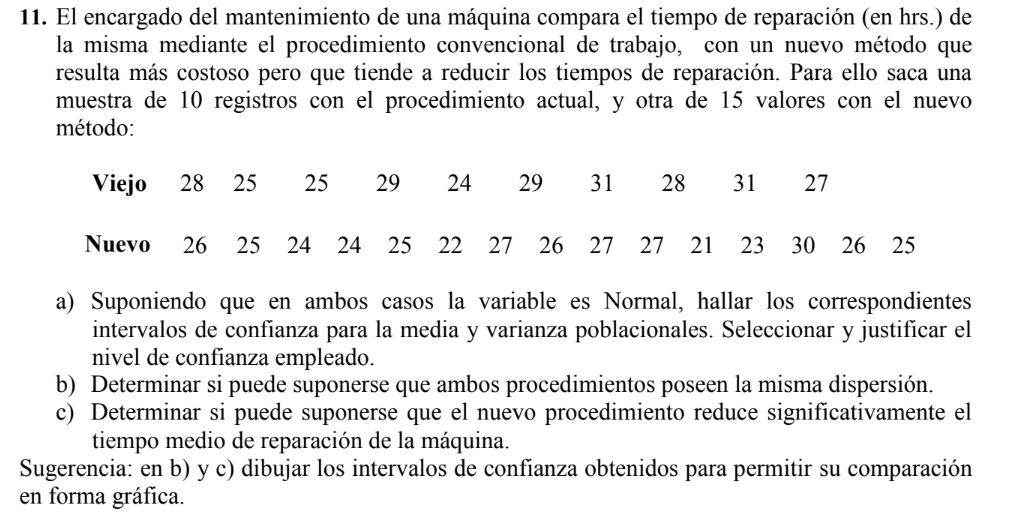 11. El encargado del mantenimiento de una máquina compara el tiempo de reparación (en hrs.) de
la misma mediante el procedimiento convencional de trabajo, con un nuevo método que
resulta más costoso pero que tiende a reducir los tiempos de reparación. Para ello saca una
muestra de 10 registros con el procedimiento actual, y otra de 15 valores con el nuevo
método:
Viejo 28 25 25 29 24 29 31 28 31 27
Nuevo 26 25 24 24 25 22 27 26 27 27 21 23 30 26 25
a) Suponiendo que en ambos casos la variable es Normal, hallar los correspondientes
intervalos de confianza para la media y varianza poblacionales. Seleccionar y justificar el
nivel de confianza empleado.
b) Determinar si puede suponerse que ambos procedimientos poseen la misma dispersión.
c) Determinar si puede suponerse que el nuevo procedimiento reduce significativamente el
tiempo medio de reparación de la máquina.
Sugerencia: en b) y c) dibujar los intervalos de confianza obtenidos para permitir su comparación
en forma gráfica.